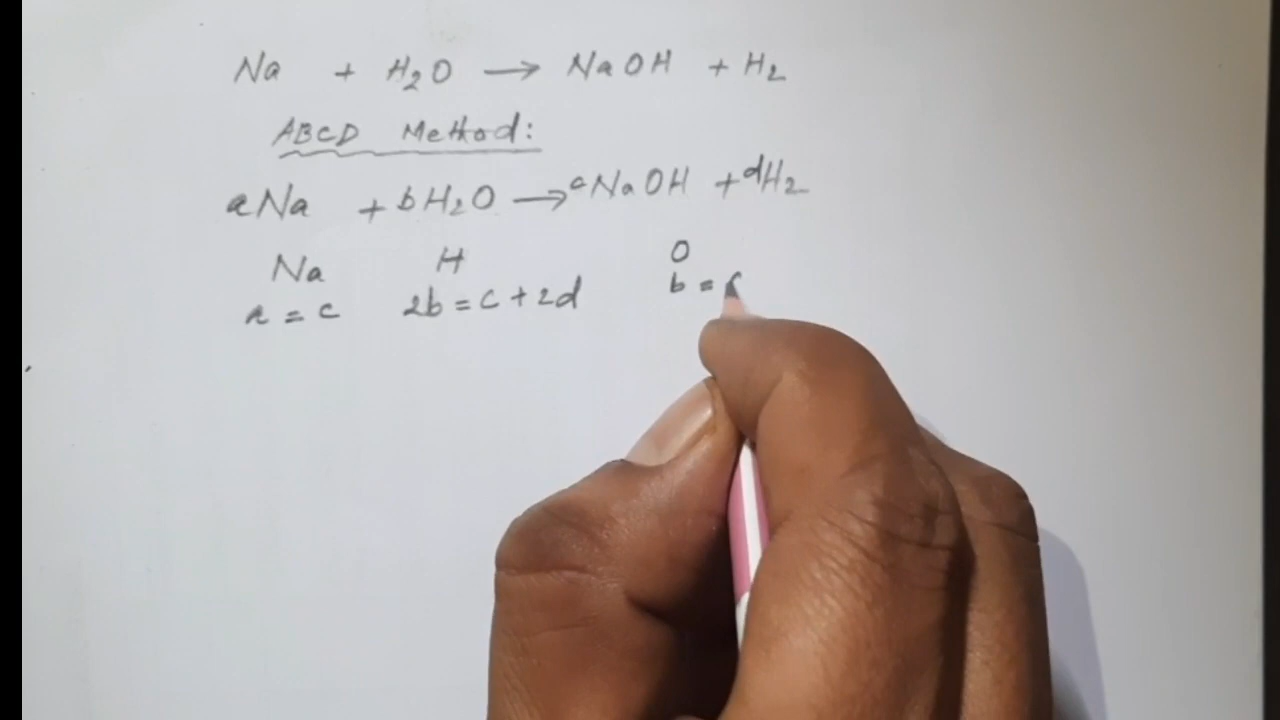 Na + H₂O → NaOH + H₂
ABCD Method:
aNa + bH₂O → cNaOH + dH₂
Na H O
a = c 2b = c + 2d b = c